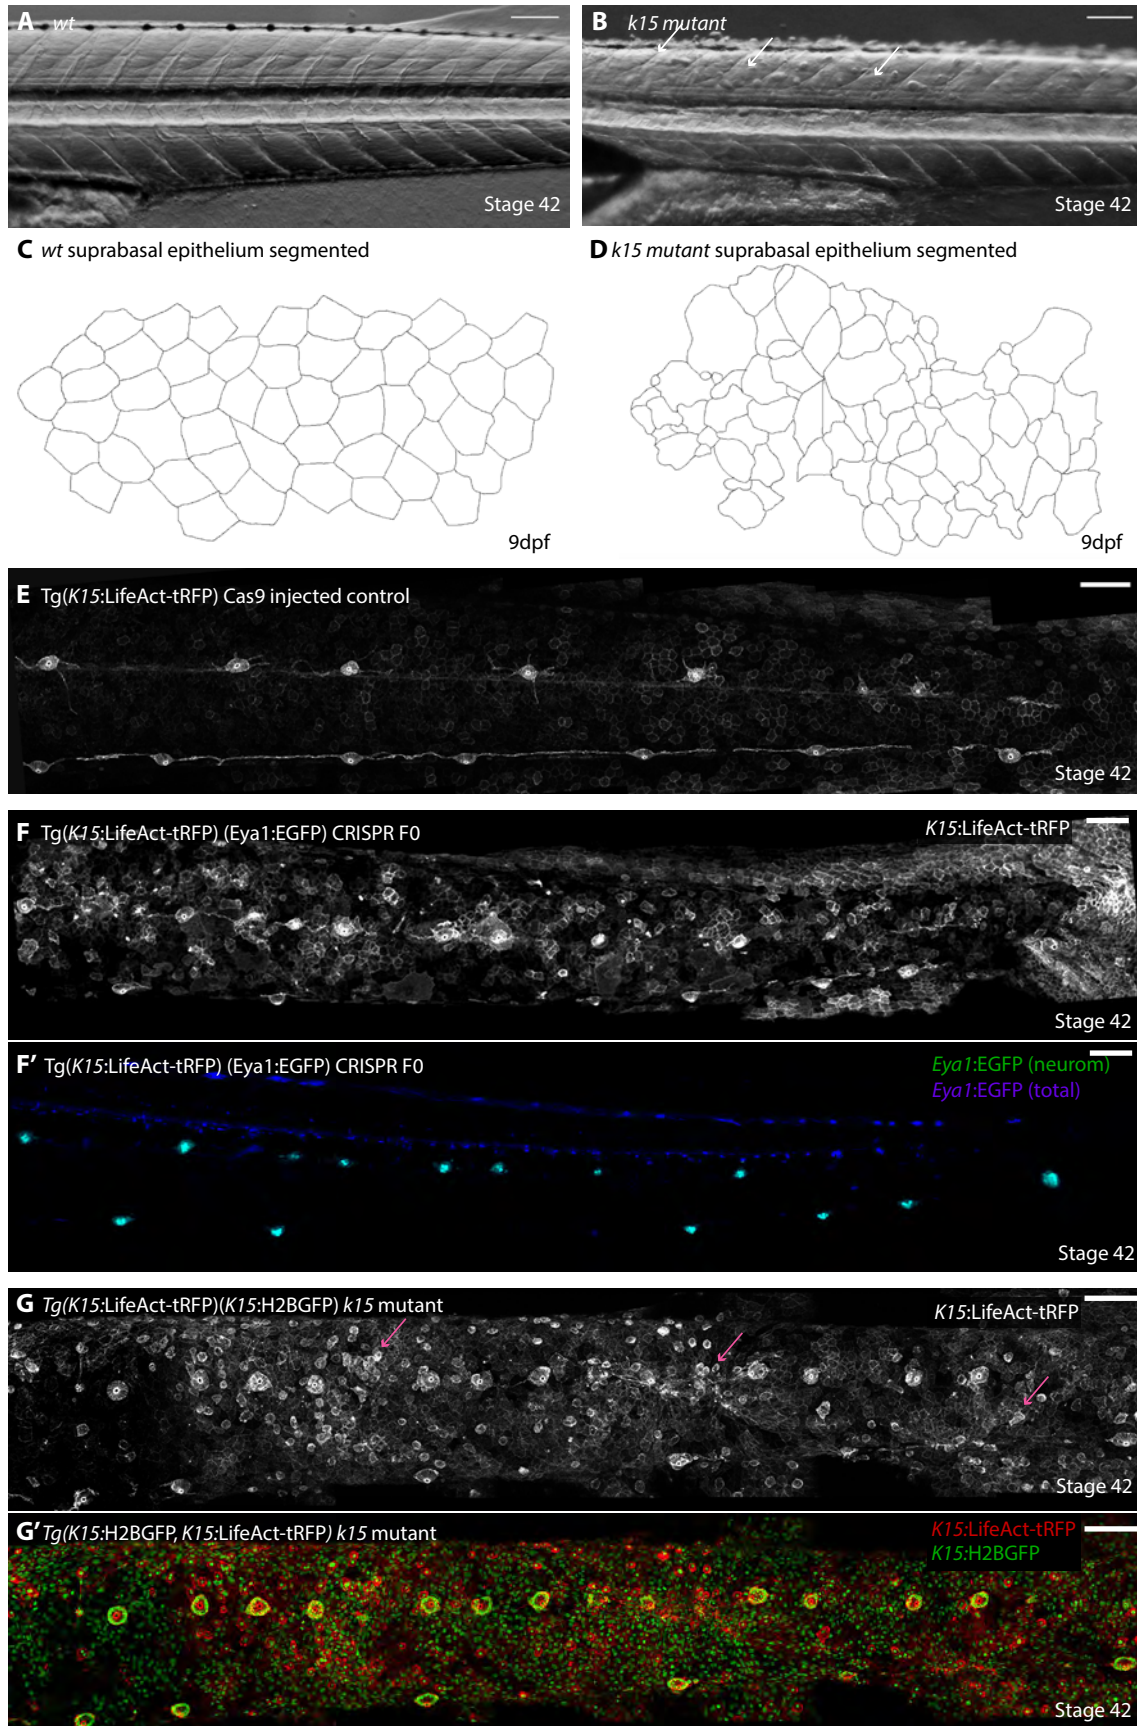 A wt
Stage 42
B k15 mutant
Stage 42
C wt suprabasal epithelium segmented
9dpf
D k15 mutant suprabasal epithelium segmented
9dpf
E Tg(K15:LifeAct-tRFP) Cas9 injected control
Stage 42
F Tg(K15:LifeAct-tRFP) (Eya1:EGFP) CRISPR F0
K15:LifeAct-tRFP
Stage 42
F' Tg(K15:LifeAct-tRFP) (Eya1:EGFP) CRISPR F0
Eya1:EGFP (neurom)
Eya1:EGFP (total)
Stage 42
G Tg(K15:LifeAct-tRFP)(K15:H2BGFP) k15 mutant
K15:LifeAct-tRFP
Stage 42
G' Tg(K15:H2BGFP, K15:LifeAct-tRFP) k15 mutant
K15:LifeAct-tRFP
K15:H2BGFP
Stage 42